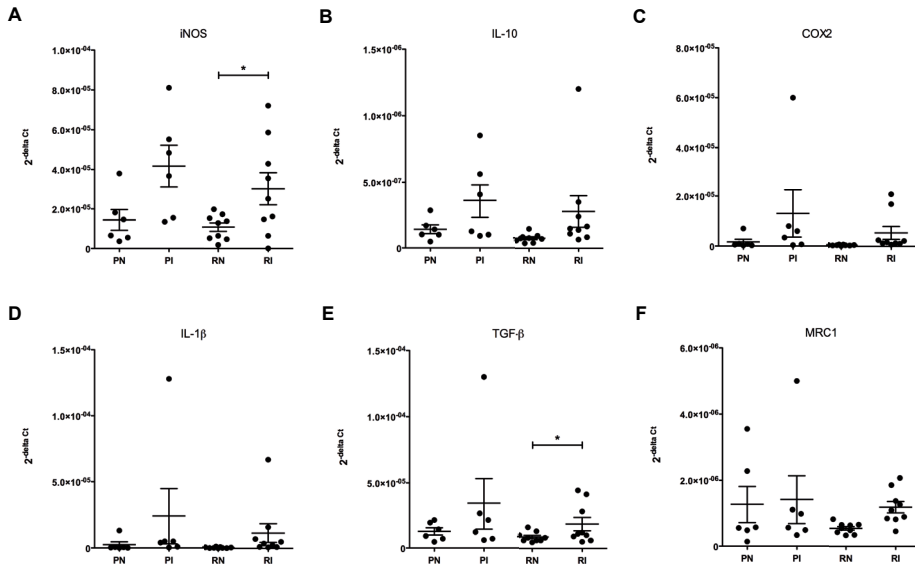 A
iNOS
2^-delta Ct
1.0×10^-04
8.0×10^-05
6.0×10^-05
4.0×10^-05
2.0×10^-05
0
*
PN PI RN RI
B
IL-10
2^-delta Ct
1.5×10^-06
1.0×10^-06
5.0×10^-07
0
PN PI RN RI
C
COX2
2^-delta Ct
8.0×10^-05
6.0×10^-05
4.0×10^-05
2.0×10^-05
0
PN PI RN RI
D
IL-1β
2^-delta Ct
1.5×10^-04
1.0×10^-04
5.0×10^-05
0
PN PI RN RI
E
TGF-β
2^-delta Ct
1.5×10^-04
1.0×10^-04
5.0×10^-05
0
*
PN PI RN RI
F
MRC1
2^-delta Ct
6.0×10^-06
4.0×10^-06
2.0×10^-06
0
PN PI RN RI